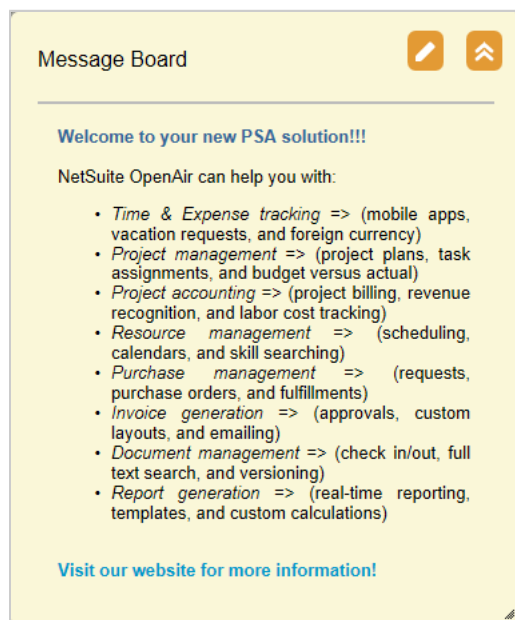 Message Board
Welcome to your new PSA solution!!!
NetSuite OpenAir can help you with:
• Time & Expense tracking => (mobile apps,
vacation requests, and foreign currency)
• Project management => (project plans, task
assignments, and budget versus actual)
• Project accounting => (project billing, revenue
recognition, and labor cost tracking)
• Resource management => (scheduling,
calendars, and skill searching)
• Purchase management => (requests,
purchase orders, and fulfillments)
• Invoice generation => (approvals, custom
layouts, and emailing)
• Document management => (check in/out, full
text search, and versioning)
• Report generation => (real-time reporting,
templates, and custom calculations)
Visit our website for more information!